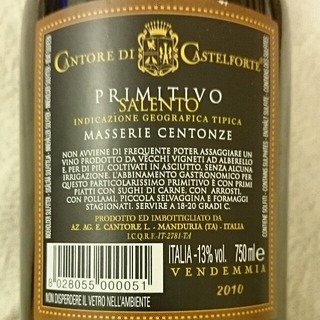 CANTORE DI CASTELFORTE
PRIMITIVO
SALENTO
INDICAZIONE GEOGRAFICA TIPICA
MASSERIE CENTONZE
NON AVVIENE DI FREQUENTE POTER ASSAGGIARE UN
VINO PRODOTTO DA VECCHI VIGNETI AD ALBERELLO
E, PER DI PIÙ, COLTIVATI IN ASCIUTTO, SENZA ALCUNA
IRRIGAZIONE. L'ABBINAMENTO GASTRONOMICO PER
QUESTO PARTICOLARISSIMO PRIMITIVO È CON PRIMI
PIATTI CON SUGHI DI CARNE, CON ARROSTI,
CON POLLAMI, PICCOLA SELVAGGINA E FORMAGGI
STAGIONATI. SERVIRE A 18-20 GRADI C.
PRODOTTO ED IMBOTTIGLIATO DA
AZ. AG. E. CANTORE L. - MANDURIA (TA) - ITALIA
I.C.Q.R.F.-IT-2781-TA
8 028055 000051
ITALIA -13% vol. 750 ml e
VENDEMMIA
2010
NON DISPERDERE IL VETRO NELL'AMBIENTE